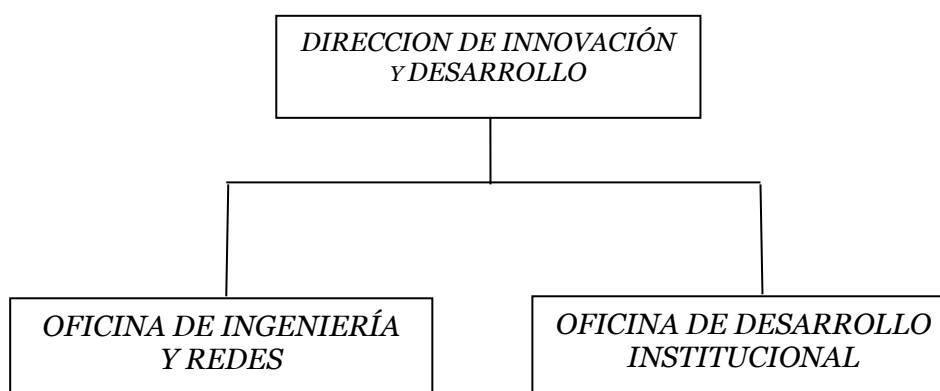 DIRECCION DE INNOVACIÓN
Y DESARROLLO
OFICINA DE INGENIERÍA
Y REDES
OFICINA DE DESARROLLO
INSTITUCIONAL